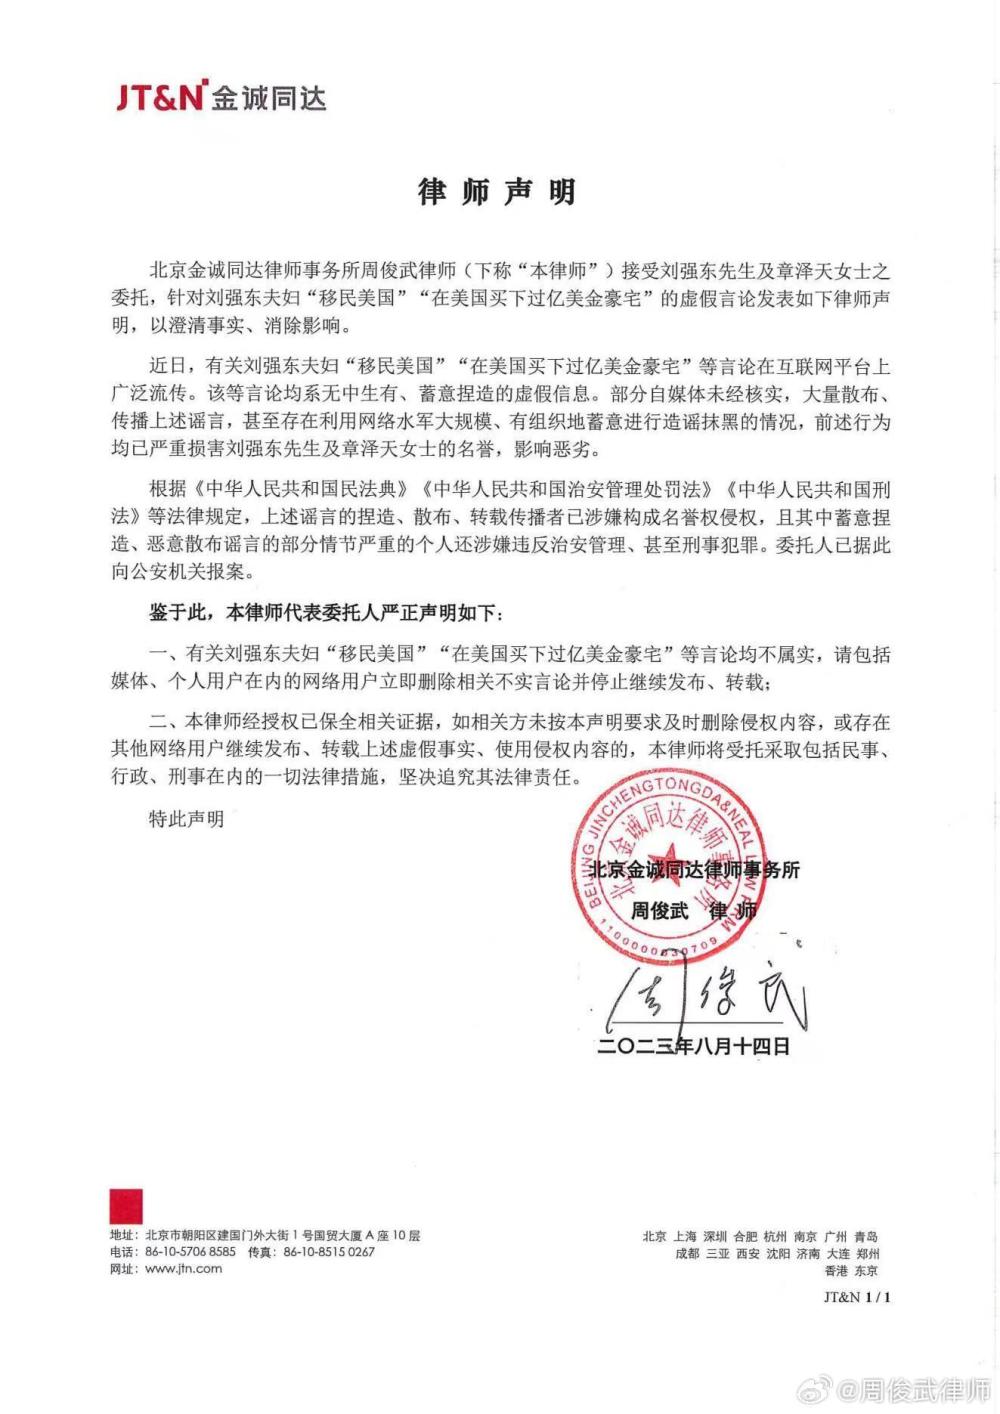 JT&N 金诚同达
律师声明
北京金诚同达律师事务所周俊武律师（下称“本律师”）接受刘强东先生及章泽天女士之
委托，针对刘强东夫妇“移民美国”“在美国买下过亿美金豪宅”的虚假言论发表如下律师声
明，以澄清事实、消除影响。
近日，有关刘强东夫妇“移民美国”“在美国买下过亿美金豪宅”等言论在互联网平台上
广泛流传。该等言论均系无中生有、蓄意捏造的虚假信息。部分自媒体未经核实，大量散布、
传播上述谣言，甚至存在利用网络水军大规模、有组织地蓄意进行造谣抹黑的情况，前述行为
均已严重损害刘强东先生及章泽天女士的名誉，影响恶劣。
根据《中华人民共和国民法典》《中华人民共和国治安管理处罚法》《中华人民共和国刑
法》等法律规定，上述谣言的捏造、散布、转载传播者已涉嫌构成名誉权侵权，且其中蓄意捏
造、恶意散布谣言的部分情节严重的个人还涉嫌违反治安管理、甚至刑事犯罪。委托人已据此
向公安机关报案。
鉴于此，本律师代表委托人严正声明如下：
一、有关刘强东夫妇“移民美国”“在美国买下过亿美金豪宅”等言论均不属实，请包括
媒体、个人用户在内的网络用户立即删除相关不实言论并停止继续发布、转载；
二、本律师经授权已保全相关证据，如相关方未按本声明要求及时删除侵权内容，或存在
其他网络用户继续发布、转载上述虚假事实、使用侵权内容的，本律师将受托采取包括民事、
行政、刑事在内的一切法律措施，坚决追究其法律责任。
特此声明
BEIJING JINCHENGTONGDA&NEAL LAW FIRM
北京金诚同达律师事务所
1100000030709
北京金诚同达律师事务所
周俊武 律师
周俊武
二〇二三年八月十四日
地址：北京市朝阳区建国门外大街1号国贸大厦A座10层
电话：86-10-5706 8585 传真：86-10-8515 0267
网址：www.jtn.com
北京 上海 深圳 合肥 杭州 南京 广州 青岛
成都 三亚 西安 沈阳 济南 大连 郑州
香港 东京
JT&N 1 / 1
@周俊武律师